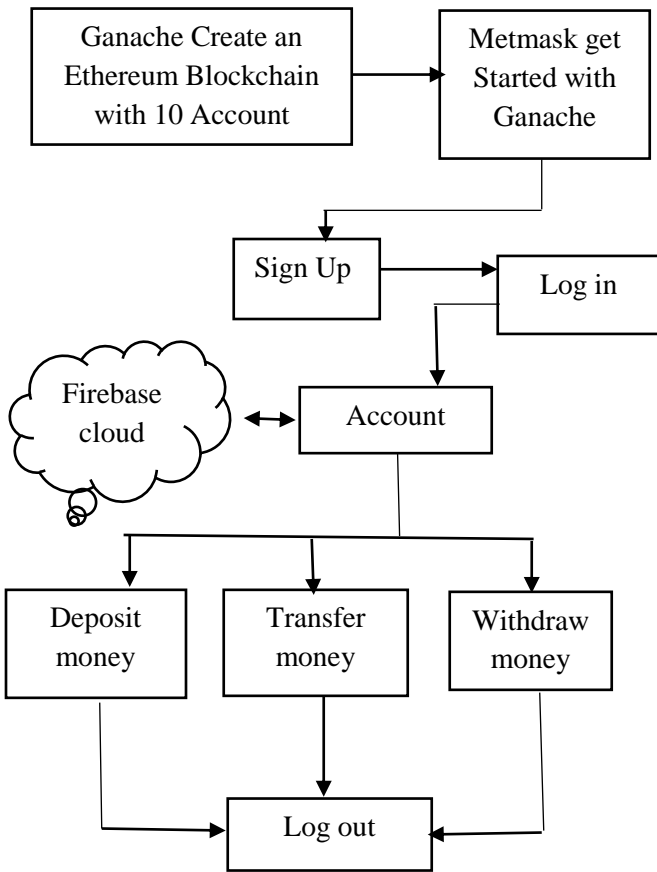 Ganache Create an
Ethereum Blockchain
with 10 Account
Metmask get
Started with
Ganache
Sign Up
Log in
Firebase
cloud
Account
Deposit
money
Transfer
money
Withdraw
money
Log out